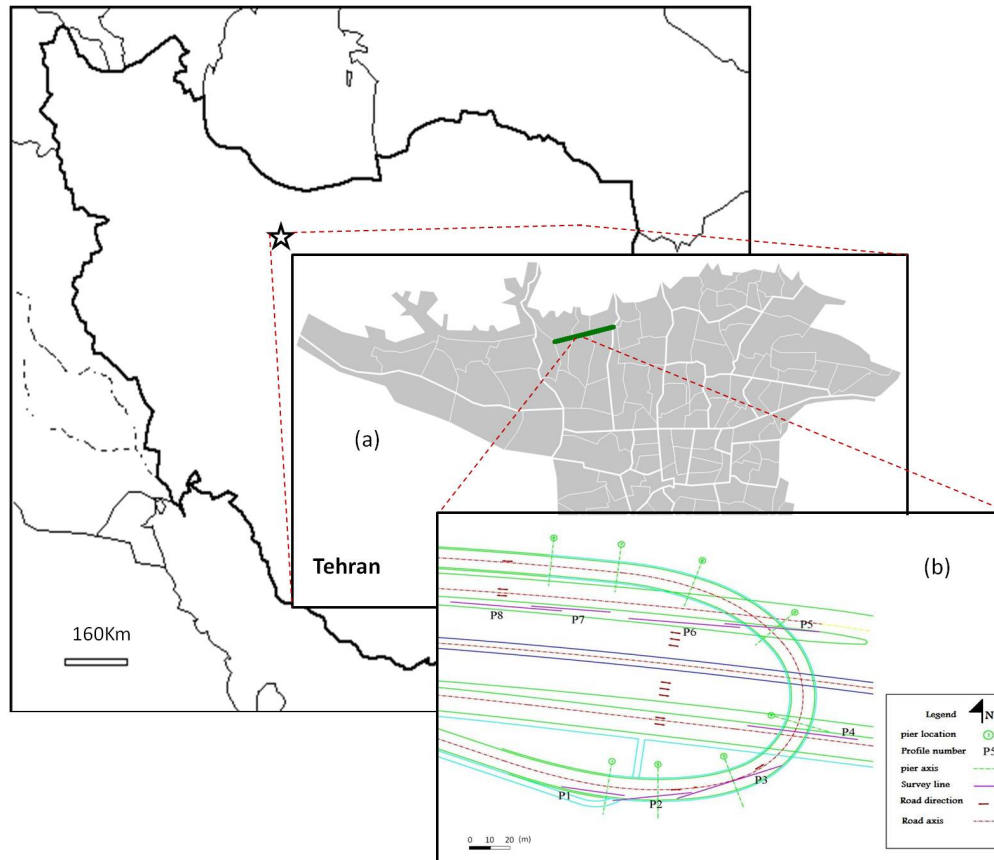 (a)
Tehran
160Km
(b)
P8
P7
P6
P5
P4
P3
P2
P1
0 10 20 (m)
Legend N
pier location
Profile number P5
pier axis
Survey line
Road direction
Road axis